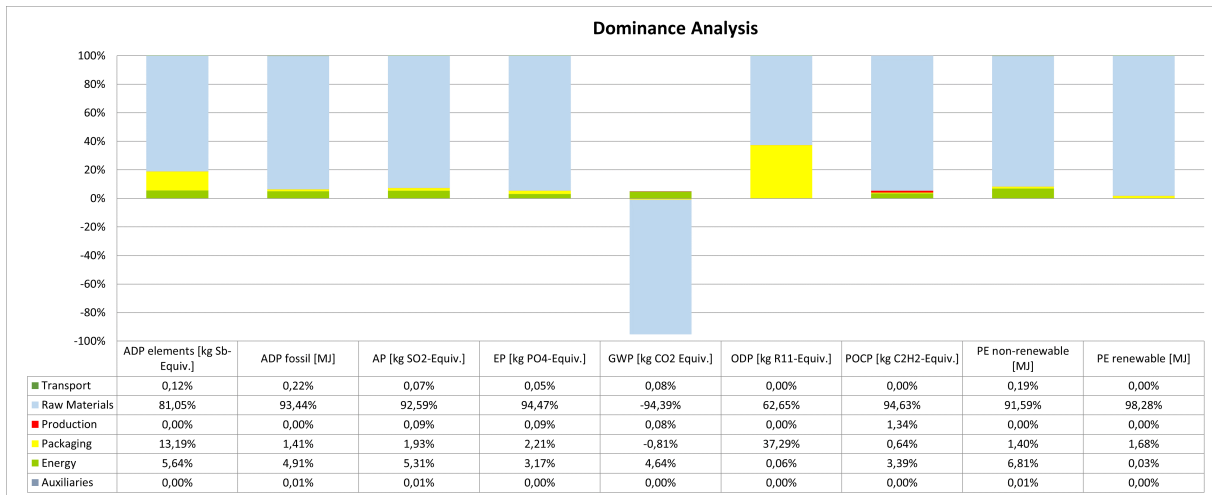 Dominance Analysis
100%
80%
60%
40%
20%
0%
-20%
-40%
-60%
-80%
-100%
ADP elements [kg Sb-
Equiv.]
ADP fossil [MJ]
AP [kg SO2-Equiv.]
EP [kg PO4-Equiv.]
GWP [kg CO2 Equiv.]
ODP [kg R11-Equiv.]
POCP [kg C2H2-Equiv.]
PE non-renewable
[MJ]
PE renewable [MJ]
Transport 0,12% 0,22% 0,07% 0,05% 0,08% 0,00% 0,00% 0,19% 0,00%
Raw Materials 81,05% 93,44% 92,59% 94,47% -94,39% 62,65% 94,63% 91,59% 98,28%
Production 0,00% 0,00% 0,09% 0,09% 0,08% 0,00% 1,34% 0,00% 0,00%
Packaging 13,19% 1,41% 1,93% 2,21% -0,81% 37,29% 0,64% 1,40% 1,68%
Energy 5,64% 4,91% 5,31% 3,17% 4,64% 0,06% 3,39% 6,81% 0,03%
Auxiliaries 0,00% 0,01% 0,01% 0,00% 0,00% 0,00% 0,00% 0,01% 0,00%